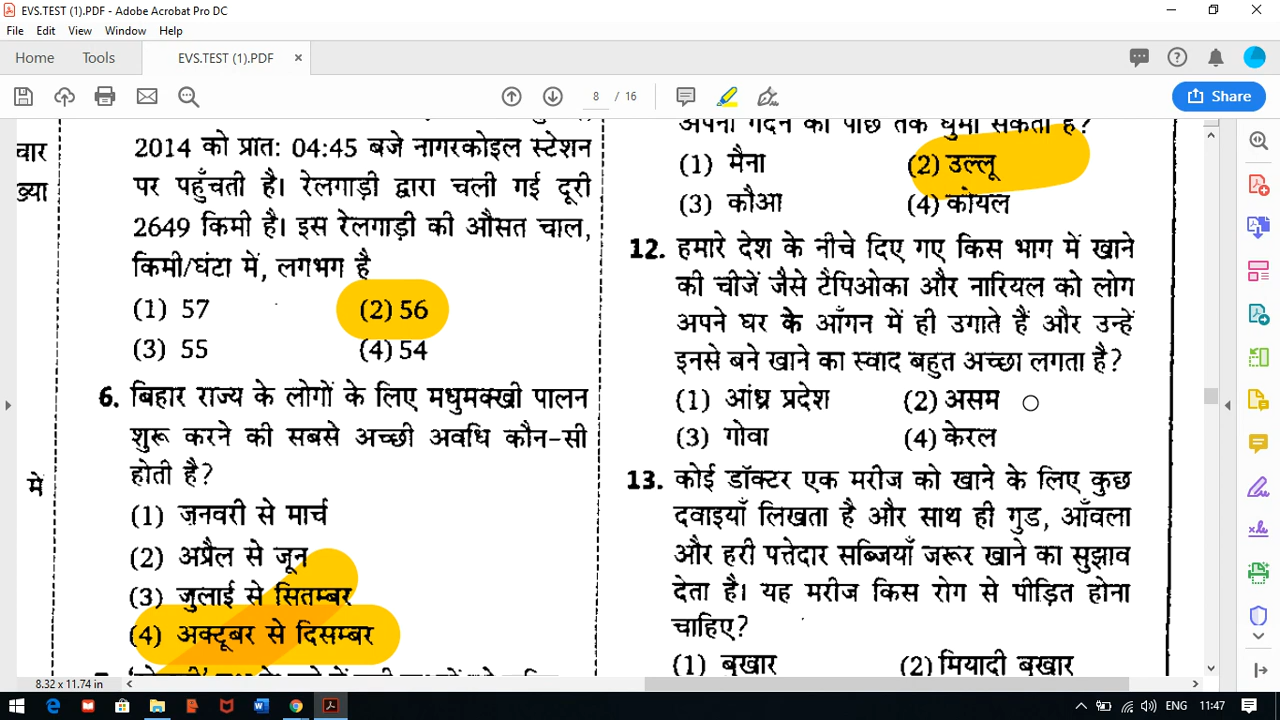 EVS.TEST (1).PDF - Adobe Acrobat Pro DC
File Edit View Window Help
Home Tools EVS.TEST (1).PDF ×
8 / 16
Share
वार
ख्या
में
2014 को प्रात: 04:45 बजे नागरकोइल स्टेशन
पर पहुँचती है। रेलगाड़ी द्वारा चली गई दूरी
2649 किमी है। इस रेलगाड़ी की औसत चाल,
किमी/घंटा में, लगभग है
(1) 57 (2) 56
(3) 55 (4) 54
6. बिहार राज्य के लोगों के लिए मधुमक्खी पालन
शुरू करने की सबसे अच्छी अवधि कौन-सी
होती है?
(1) जनवरी से मार्च
(2) अप्रैल से जून
(3) जुलाई से सितम्बर
(4) अक्टूबर से दिसम्बर
अपनी गर्दन को पीछे तक घुमा सकता है?
(1) मैना (2) उल्लू
(3) कौआ (4) कोयल
12. हमारे देश के नीचे दिए गए किस भाग में खाने
की चीजें जैसे टैपिओका और नारियल को लोग
अपने घर के आँगन में ही उगाते हैं और उन्हें
इनसे बने खाने का स्वाद बहुत अच्छा लगता है?
(1) आंध्र प्रदेश (2) असम
(3) गोवा (4) केरल
13. कोई डॉक्टर एक मरीज को खाने के लिए कुछ
दवाइयाँ लिखता है और साथ ही गुड, आँवला
और हरी पत्तेदार सब्जियाँ जरूर खाने का सुझाव
देता है। यह मरीज किस रोग से पीड़ित होना
चाहिए?
(1) बुखार (2) मियादी बुखार
8.32 x 11.74 in
ENG 11:47